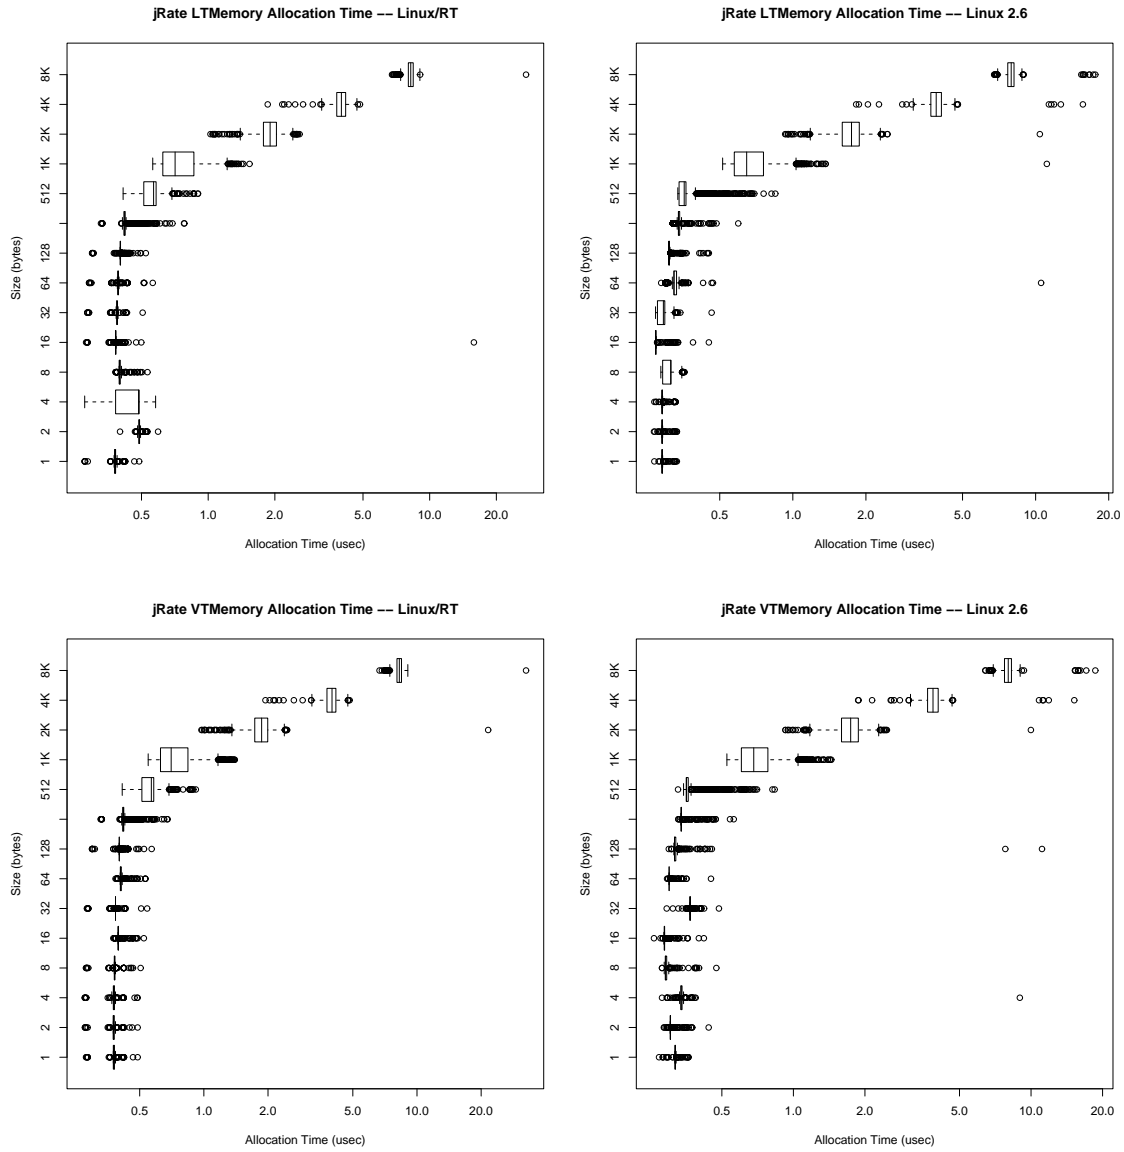 jRate LTMemory Allocation Time −− Linux/RT
Size (bytes)
8K
4K
2K
1K
512
128
64
32
16
8
4
2
1
0.5 1.0 2.0 5.0 10.0 20.0
Allocation Time (usec)
jRate LTMemory Allocation Time −− Linux 2.6
Size (bytes)
8K
4K
2K
1K
512
128
64
32
16
8
4
2
1
0.5 1.0 2.0 5.0 10.0 20.0
Allocation Time (usec)
jRate VTMemory Allocation Time −− Linux/RT
Size (bytes)
8K
4K
2K
1K
512
128
64
32
16
8
4
2
1
0.5 1.0 2.0 5.0 10.0 20.0
Allocation Time (usec)
jRate VTMemory Allocation Time −− Linux 2.6
Size (bytes)
8K
4K
2K
1K
512
128
64
32
16
8
4
2
1
0.5 1.0 2.0 5.0 10.0 20.0
Allocation Time (usec)